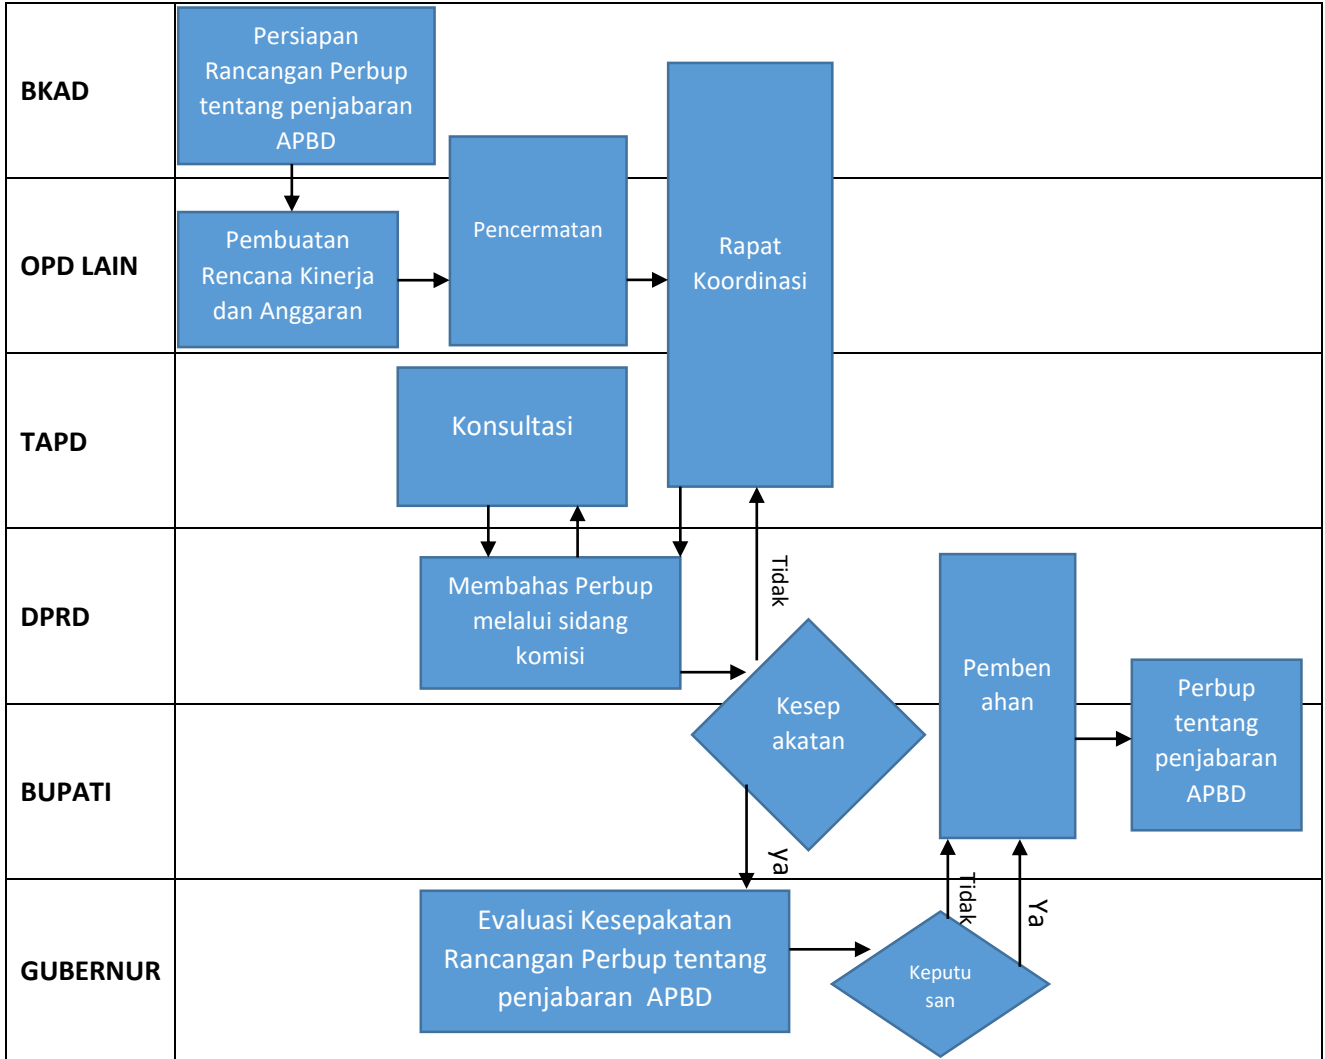 BKAD
Persiapan
Rancangan Perbup
tentang penjabaran
APBD
OPD LAIN
Pembuatan
Rencana Kinerja
dan Anggaran
Pencermatan
Rapat
Koordinasi
TAPD
Konsultasi
DPRD
Membahas Perbup
melalui sidang
komisi
Tidak
Kesep
akatan
Pemben
ahan
Perbup
tentang
penjabaran
APBD
BUPATI
ya
GUBERNUR
Evaluasi Kesepakatan
Rancangan Perbup tentang
penjabaran  APBD
Keputu
san
Tidak
Ya